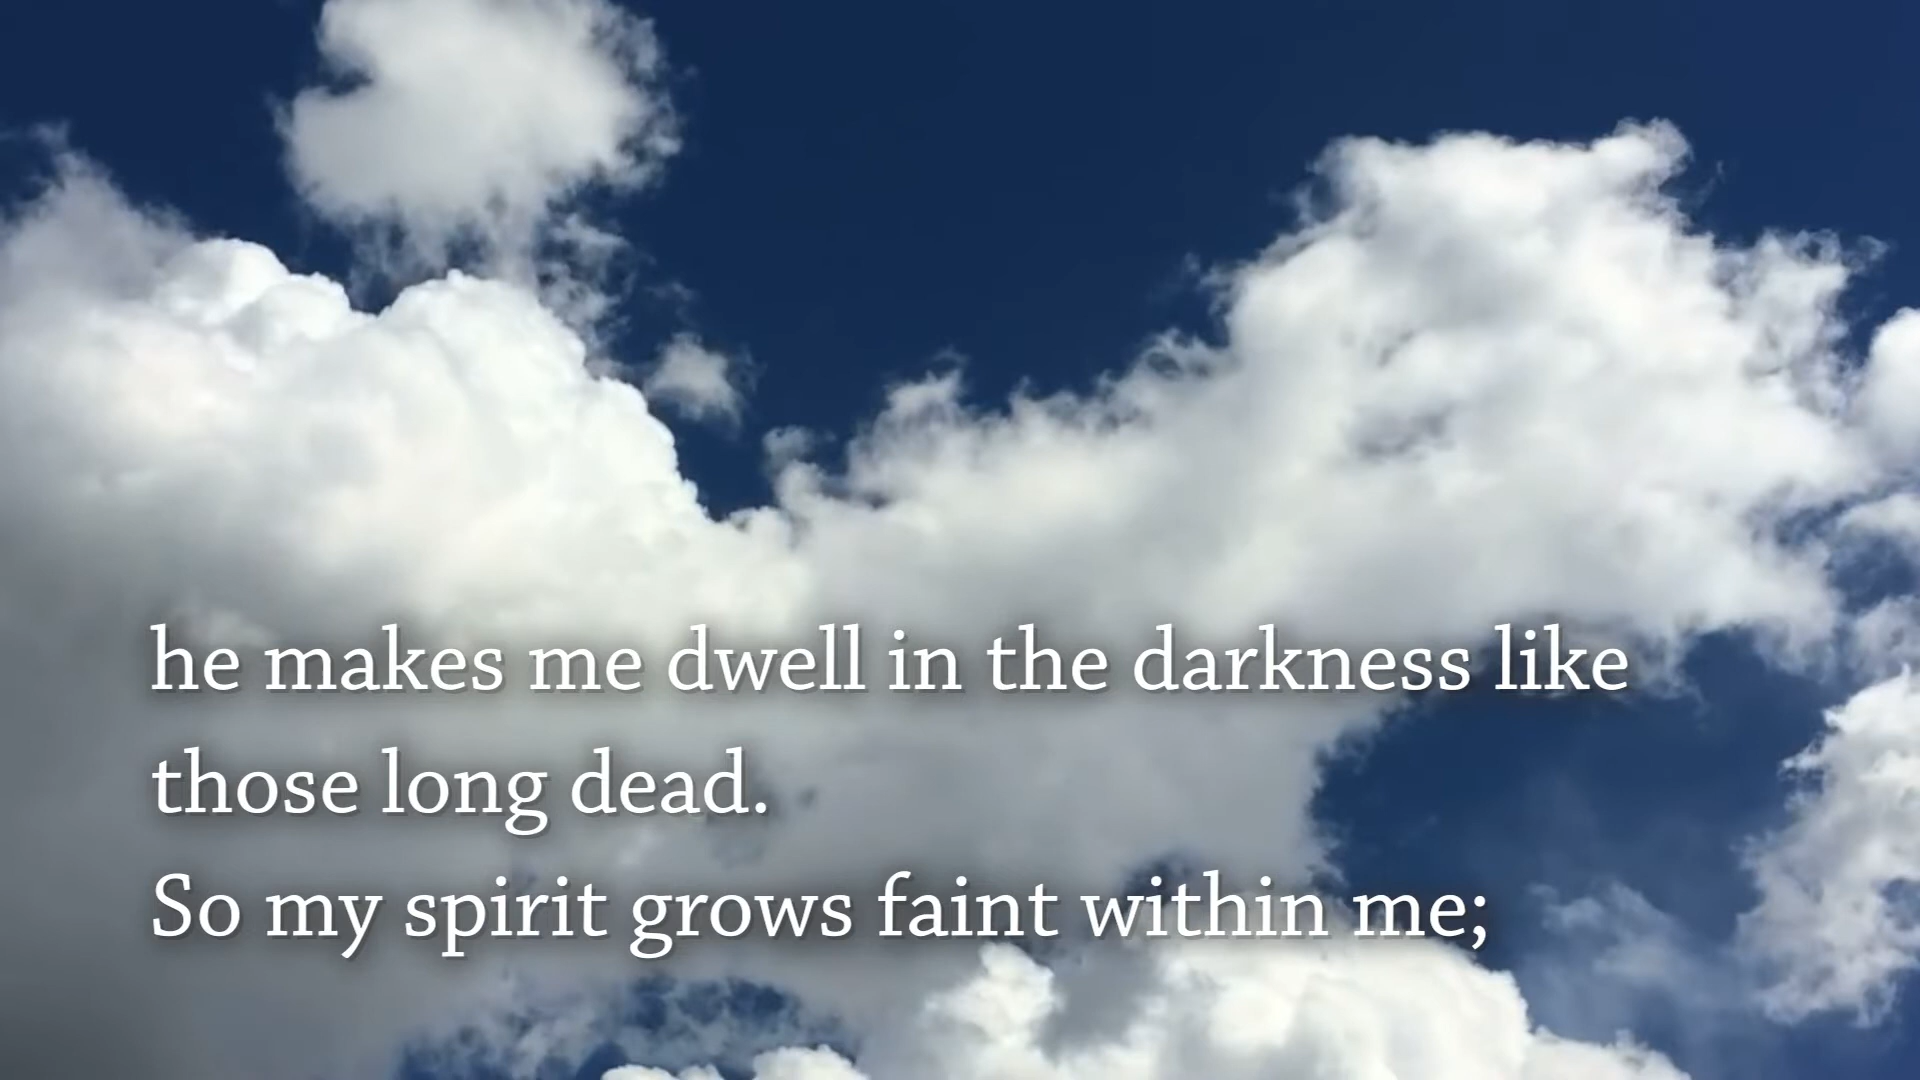 he makes me dwell in the darkness like
those long dead.
So my spirit grows faint within me;